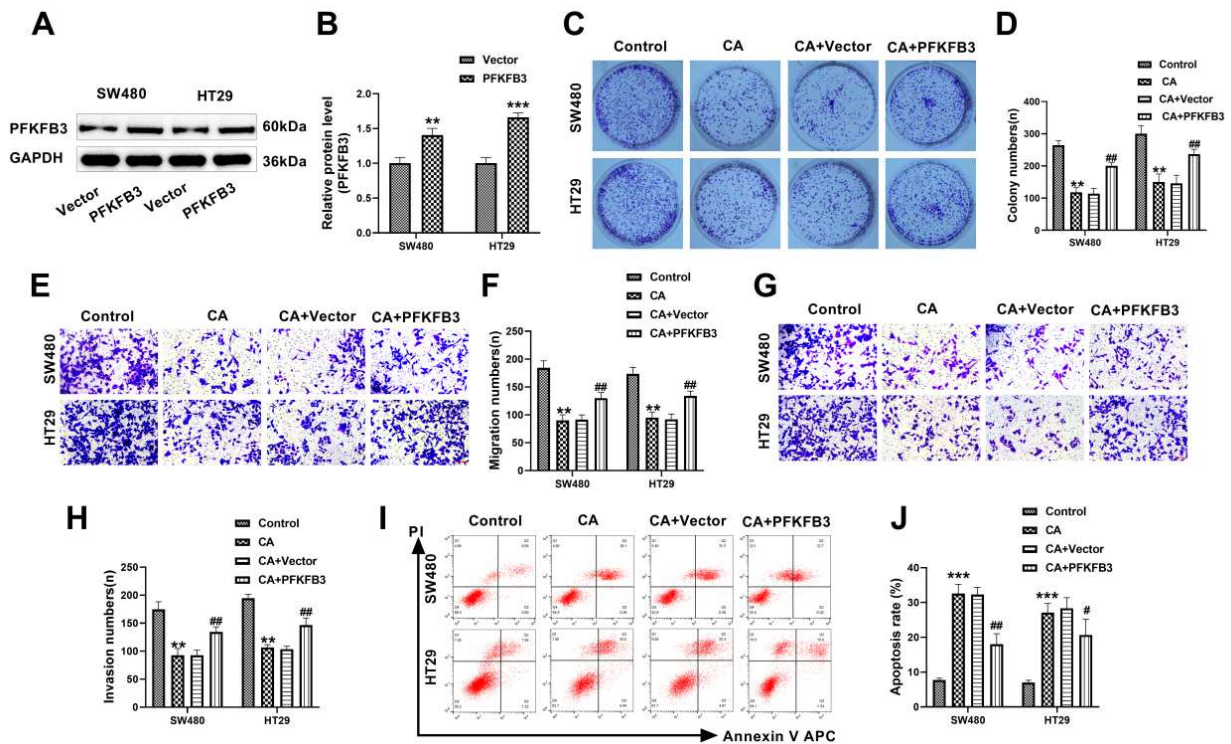 A
SW480 HT29
PFKFB3 60kDa
GAPDH 36kDa
Vector PFKFB3 Vector PFKFB3
B
Vector
PFKFB3
Relative protein level
(PFKFB3)
2.0
1.5
1.0
0.5
0.0
** ***
SW480 HT29
C
Control CA CA+Vector CA+PFKFB3
SW480
HT29
D
Control
CA
CA+Vector
CA+PFKFB3
Colony numbers(n)
400
300
200
100
0
** ## ** ##
SW480 HT29
E
Control CA CA+Vector CA+PFKFB3
SW480
HT29
F
Control
CA
CA+Vector
CA+PFKFB3
Migration numbers(n)
250
200
150
100
50
0
** ## ** ##
SW480 HT29
G
Control CA CA+Vector CA+PFKFB3
SW480
HT29
H
Control
CA
CA+Vector
CA+PFKFB3
Invasion numbers(n)
250
200
150
100
50
0
** ## ** ##
SW480 HT29
I
PI
Control CA CA+Vector CA+PFKFB3
SW480
HT29
Annexin V APC
J
Control
CA
CA+Vector
CA+PFKFB3
Apoptosis rate (%)
40
30
20
10
0
*** ## *** #
SW480 HT29